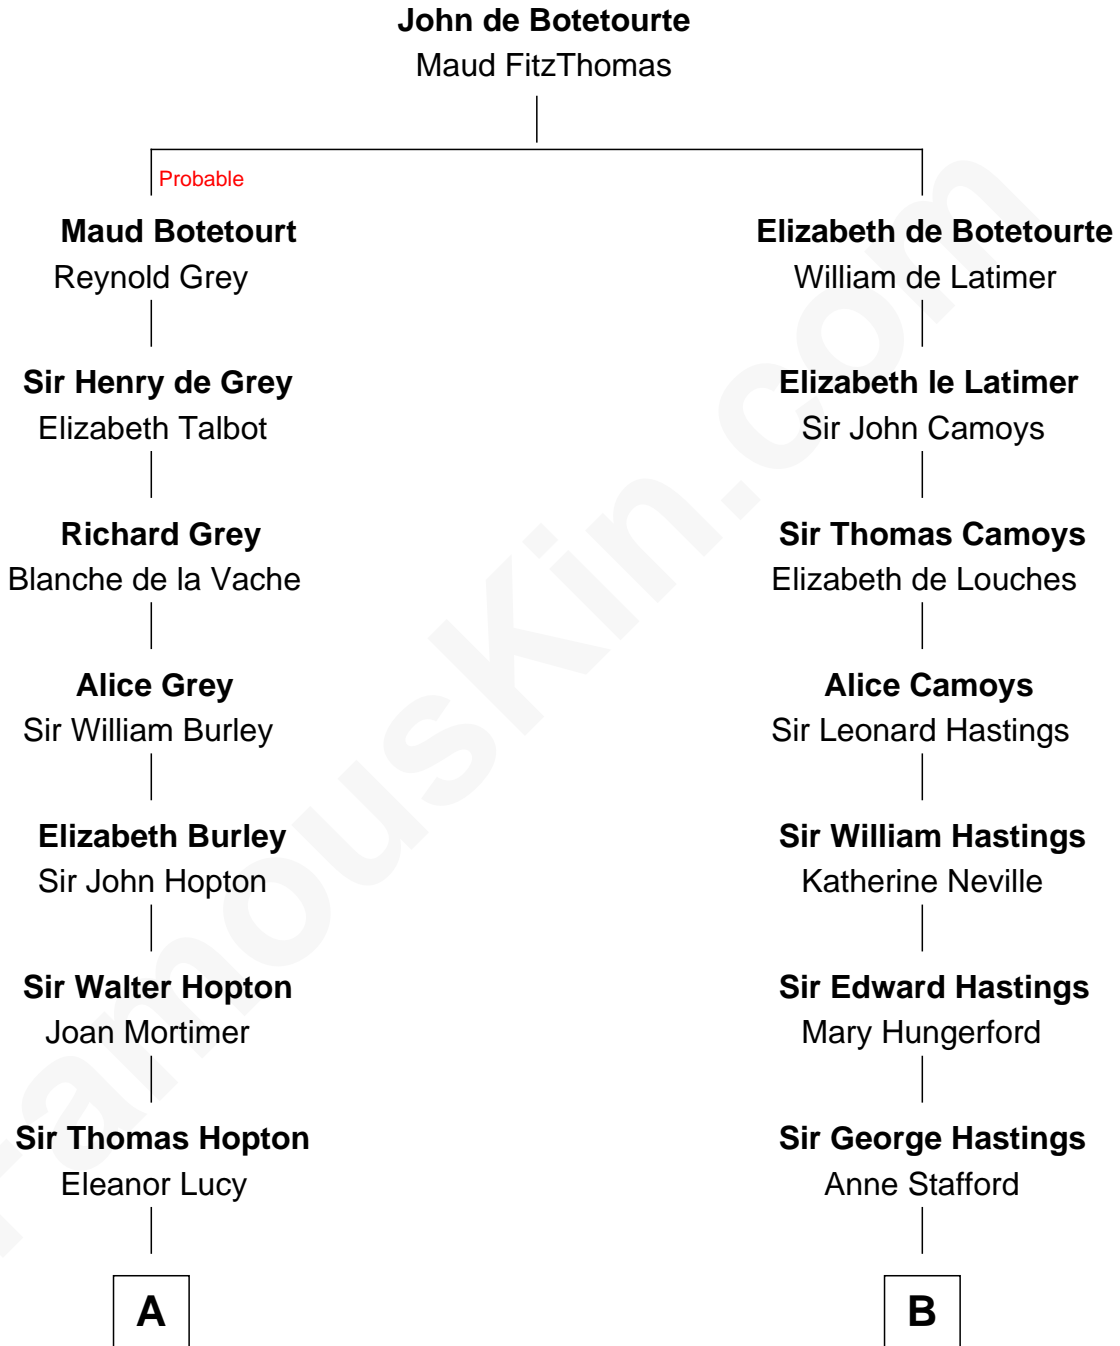 John de Botetourte
Maud FitzThomas
Probable
Maud Botetourt
Reynold Grey
Sir Henry de Grey
Elizabeth Talbot
Richard Grey
Blanche de la Vache
Alice Grey
Sir William Burley
Elizabeth Burley
Sir John Hopton
Sir Walter Hopton
Joan Mortimer
Sir Thomas Hopton
Eleanor Lucy
A
Elizabeth de Botetourte
William de Latimer
Elizabeth le Latimer
Sir John Camoys
Sir Thomas Camoys
Elizabeth de Louches
Alice Camoys
Sir Leonard Hastings
Sir William Hastings
Katherine Neville
Sir Edward Hastings
Mary Hungerford
Sir George Hastings
Anne Stafford
B
FamousKin.com